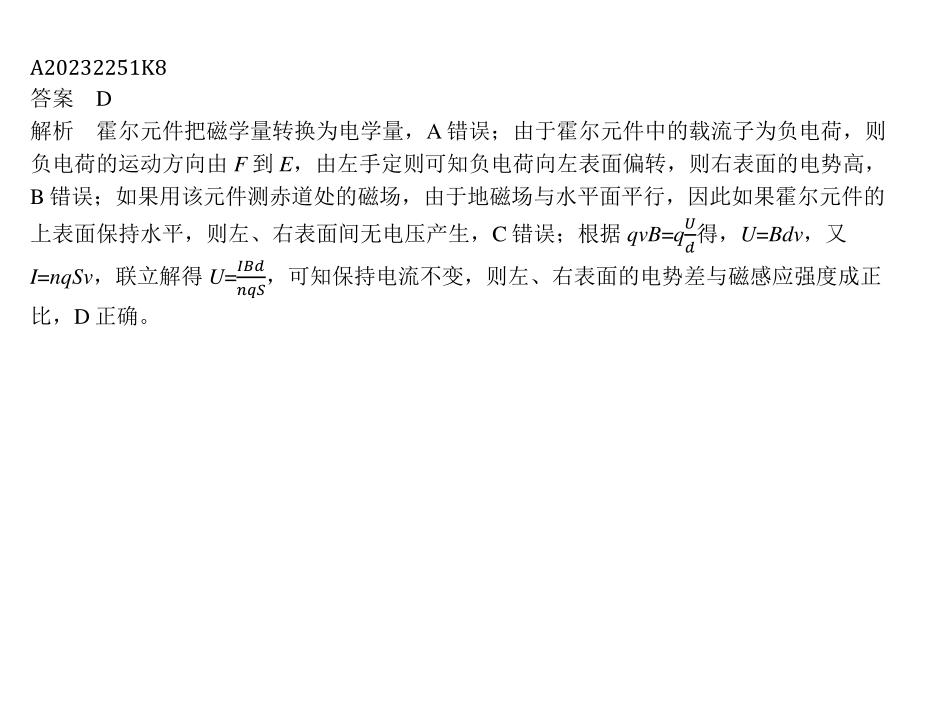 A20232251K8
答案　D
解析　霍尔元件把磁学量转换为电学量，A 错误；由于霍尔元件中的载流子为负电荷，则
负电荷的运动方向由 F 到 E，由左手定则可知负电荷向左表面偏转，则右表面的电势高，
B 错误；如果用该元件测赤道处的磁场，由于地磁场与水平面平行，因此如果霍尔元件的
上表面保持水平，则左、右表面间无电压产生，C 错误；根据 qvB=q\frac{U}{d}得，U=Bdv，又
I=nqSv，联立解得 U=\frac{IBd}{nqS}，可知保持电流不变，则左、右表面的电势差与磁感应强度成正
比，D 正确。